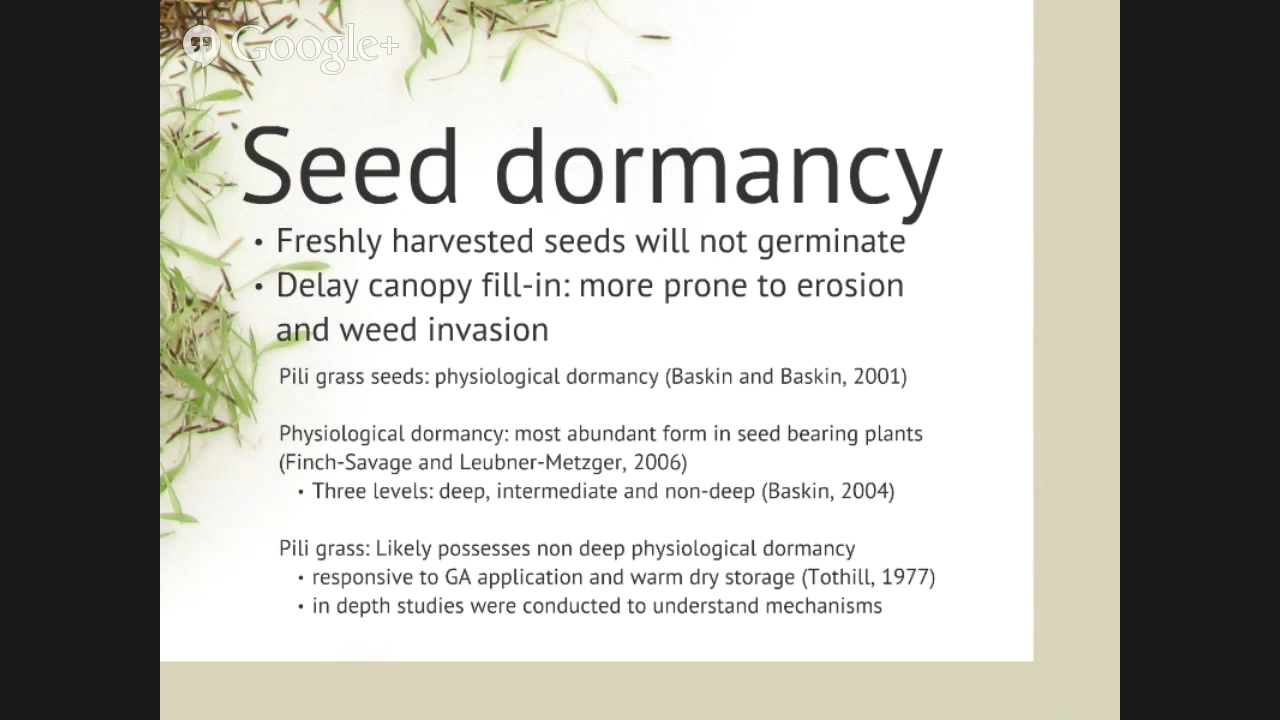 Google+
Seed dormancy
• Freshly harvested seeds will not germinate
• Delay canopy fill-in: more prone to erosion
and weed invasion
Pili grass seeds: physiological dormancy (Baskin and Baskin, 2001)
Physiological dormancy: most abundant form in seed bearing plants
(Finch-Savage and Leubner-Metzger, 2006)
• Three levels: deep, intermediate and non-deep (Baskin, 2004)
Pili grass: Likely possesses non deep physiological dormancy
• responsive to GA application and warm dry storage (Tothill, 1977)
• in depth studies were conducted to understand mechanisms